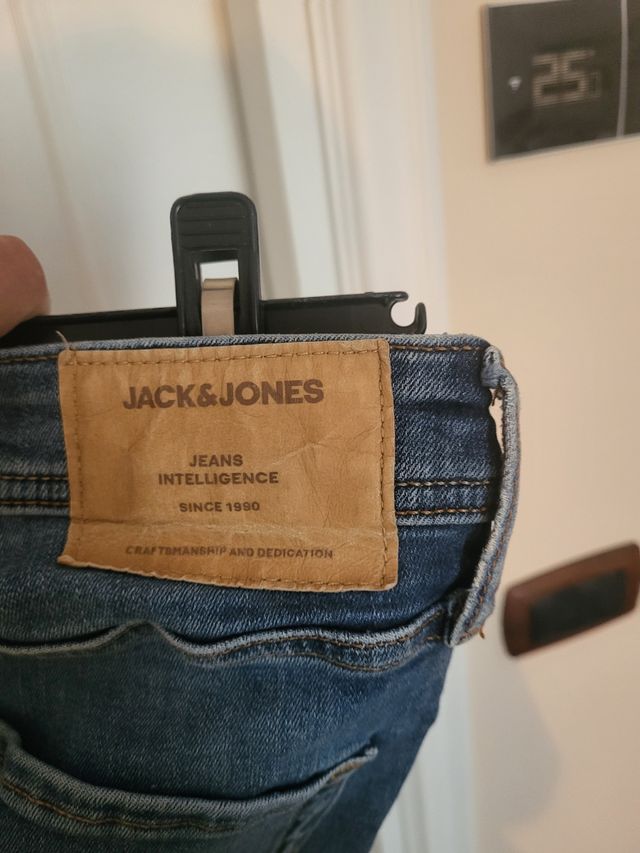 25
JACK&JONES
JEANS
INTELLIGENCE
SINCE 1990
CRAFTSMANSHIP AND DEDICATION